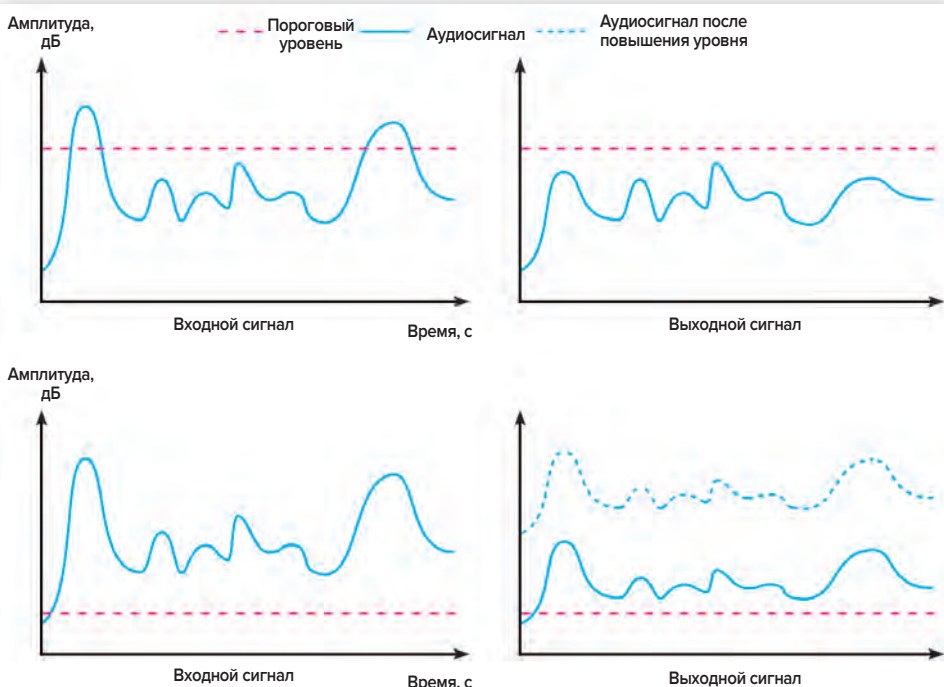 Амплитуда,
дБ
Пороговый
уровень
Аудиосигнал
Аудиосигнал после
повышения уровня
Входной сигнал
Время, с
Выходной сигнал
Амплитуда,
дБ
Входной сигнал
Время, с
Выходной сигнал